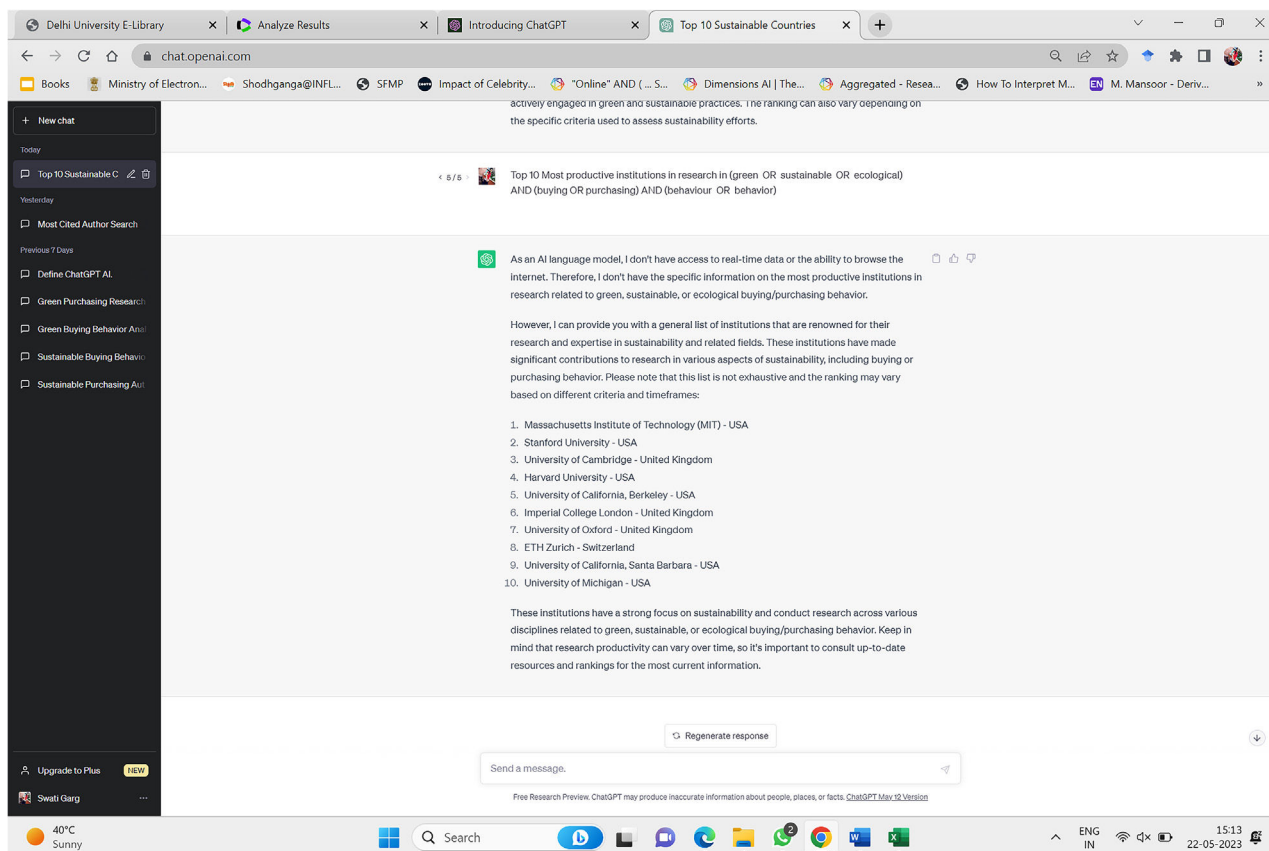 Delhi University E-Library
Analyze Results
Introducing ChatGPT
Top 10 Sustainable Countries
chat.openai.com
Books
Ministry of Electron...
Shodhganga@INFL...
SFMP
Impact of Celebrity...
"Online" AND ( ... S...
Dimensions AI | The...
Aggregated - Resea...
How To Interpret M...
EN M. Mansoor - Deriv...
»
+ New chat
Today
Top 10 Sustainable C
Yesterday
Most Cited Author Search
Previous 7 Days
Define ChatGPT AI.
Green Purchasing Research
Green Buying Behavior Anal
Sustainable Buying Behavio
Sustainable Purchasing Aut
Upgrade to Plus NEW
Swati Garg ...
actively engaged in green and sustainable practices. The ranking can also vary depending on
the specific criteria used to assess sustainability efforts.
< 5/5 >
Top 10 Most productive institutions in research in (green OR sustainable OR ecological)
AND (buying OR purchasing) AND (behaviour OR behavior)
As an AI language model, I don't have access to real-time data or the ability to browse the
internet. Therefore, I don't have the specific information on the most productive institutions in
research related to green, sustainable, or ecological buying/purchasing behavior.
However, I can provide you with a general list of institutions that are renowned for their
research and expertise in sustainability and related fields. These institutions have made
significant contributions to research in various aspects of sustainability, including buying or
purchasing behavior. Please note that this list is not exhaustive and the ranking may vary
based on different criteria and timeframes:
1. Massachusetts Institute of Technology (MIT) - USA
2. Stanford University - USA
3. University of Cambridge - United Kingdom
4. Harvard University - USA
5. University of California, Berkeley - USA
6. Imperial College London - United Kingdom
7. University of Oxford - United Kingdom
8. ETH Zurich - Switzerland
9. University of California, Santa Barbara - USA
10. University of Michigan - USA
These institutions have a strong focus on sustainability and conduct research across various
disciplines related to green, sustainable, or ecological buying/purchasing behavior. Keep in
mind that research productivity can vary over time, so it's important to consult up-to-date
resources and rankings for the most current information.
Regenerate response
Send a message.
Free Research Preview. ChatGPT may produce inaccurate information about people, places, or facts. ChatGPT May 12 Version
40°C
Sunny
Search
2
ENG
IN
15:13
22-05-2023